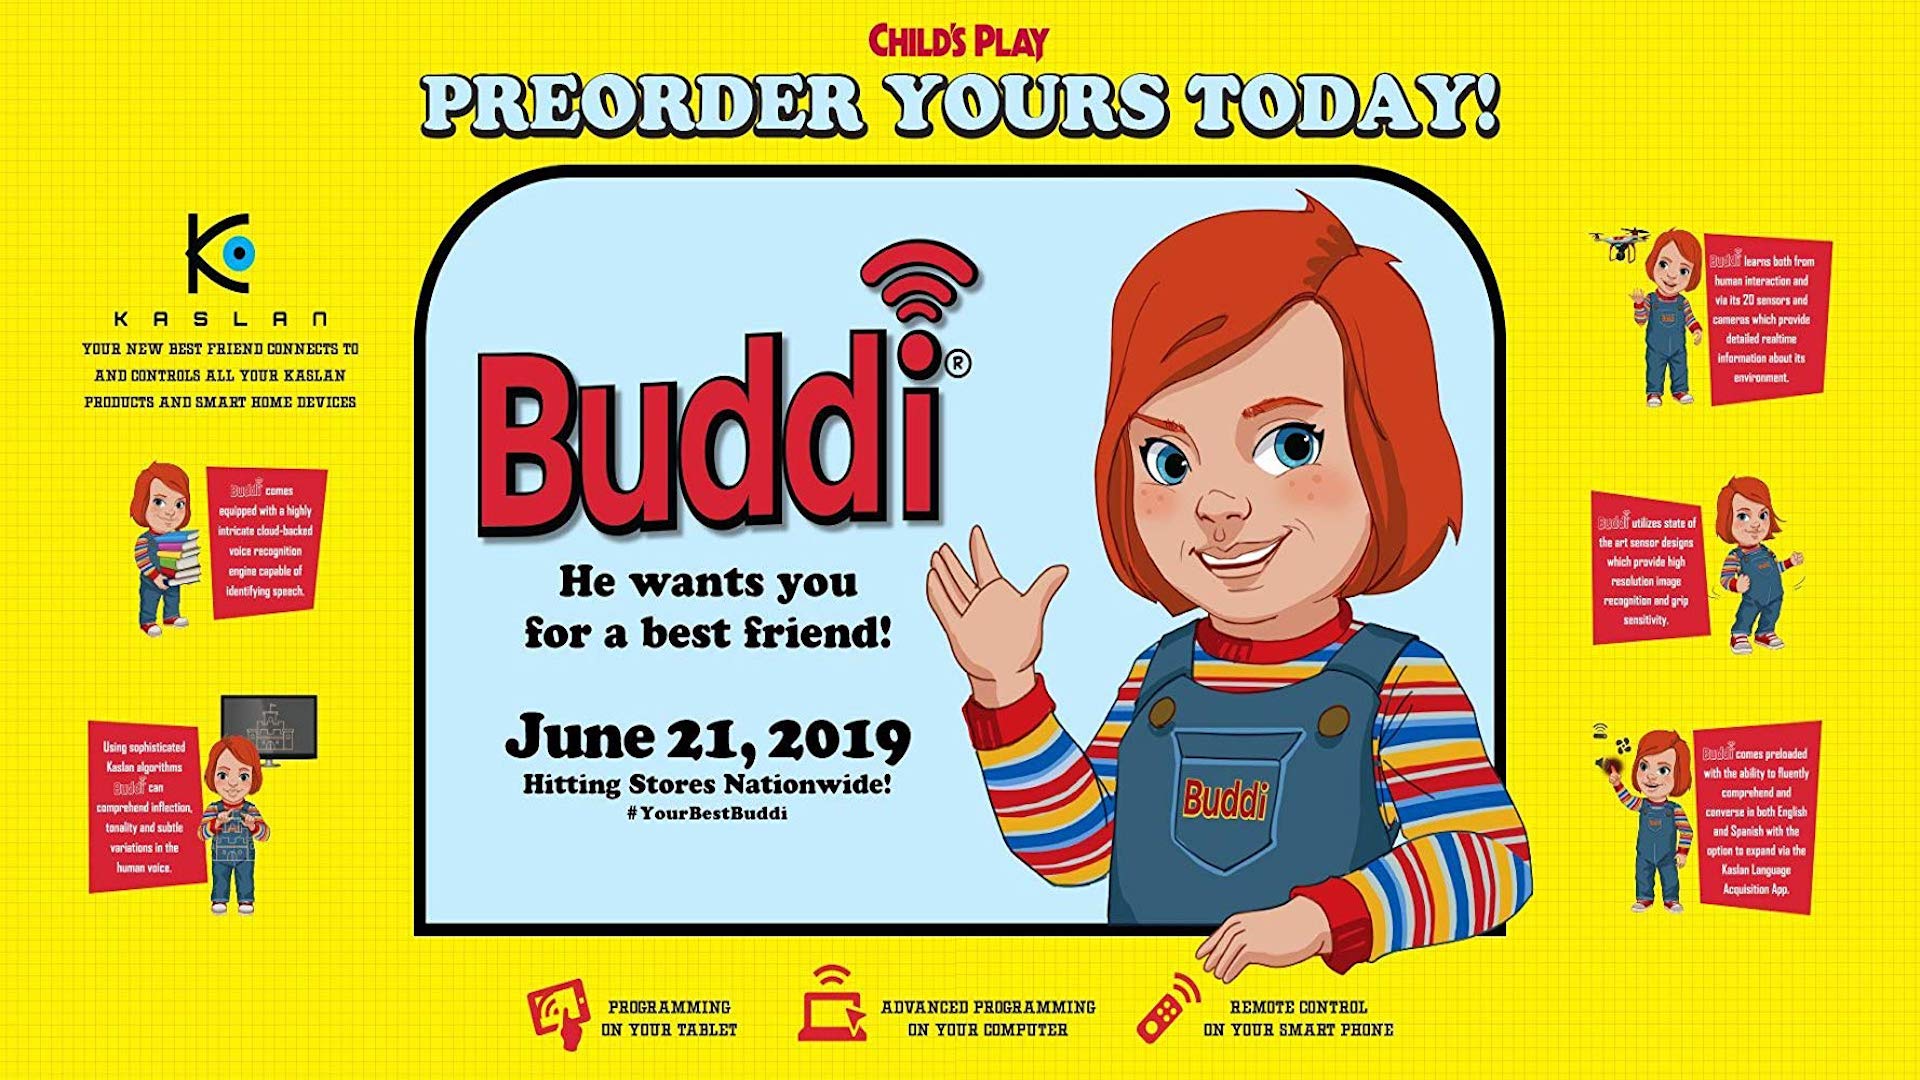 CHILD'S PLAY
PREORDER YOURS TODAY!
KASLAN
YOUR NEW BEST FRIEND CONNECTS TO
AND CONTROLS ALL YOUR KASLAN
PRODUCTS AND SMART HOME DEVICES
Buddi comes
equipped with a highly
intricate cloud-backed
voice recognition
engine capable of
identifying speech.
Using sophisticated
Kaslan algorithms
Buddi can
comprehend inflection,
tonality and subtle
variations in the
human voice.
Buddi®
He wants you
for a best friend!
June 21, 2019
Hitting Stores Nationwide!
#YourBestBuddi
Buddi
Buddi learns both from
human interaction and
via its 20 sensors and
cameras which provide
detailed realtime
information about its
environment.
Buddi utilizes state of
the art sensor designs
which provide high
resolution image
recognition and grip
sensitivity.
Buddi comes preloaded
with the ability to fluently
comprehend and
converse in both English
and Spanish with the
option to expand via the
Kaslan Language
Acquisition App.
PROGRAMMING
ON YOUR TABLET
ADVANCED PROGRAMMING
ON YOUR COMPUTER
REMOTE CONTROL
ON YOUR SMART PHONE